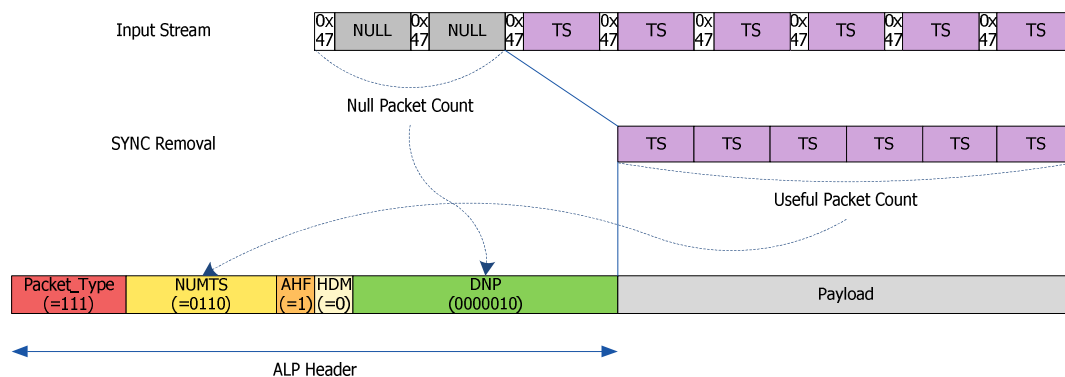 Input Stream
0x
47
NULL
0x
47
NULL
0x
47
TS
0x
47
TS
0x
47
TS
0x
47
TS
0x
47
TS
0x
47
TS
Null Packet Count
SYNC Removal
TS
TS
TS
TS
TS
TS
Useful Packet Count
Packet_Type
(=111)
NUMTS
(=0110)
AHF
(=1)
HDM
(=0)
DNP
(0000010)
Payload
ALP Header